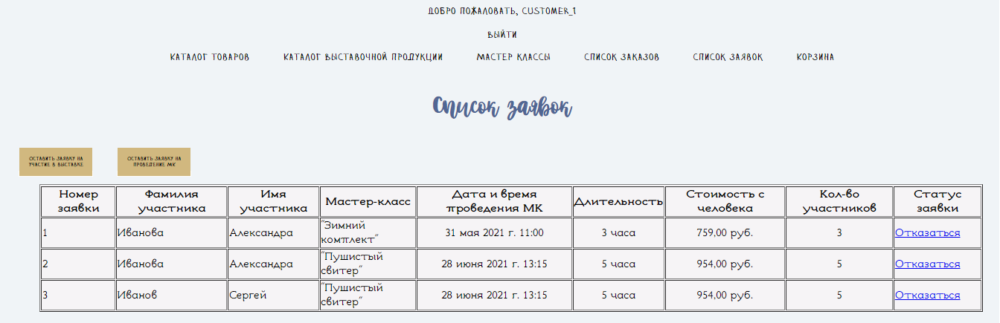 ДОБРО ПОЖАЛОВАТЬ, CUSTOMER_1
ВЫЙТИ
КАТАЛОГ ТОВАРОВ КАТАЛОГ ВЫСТАВОЧНОЙ ПРОДУКЦИИ МАСТЕР КЛАССЫ СПИСОК ЗАКАЗОВ СПИСОК ЗАЯВОК КОРЗИНА
Список заявок
ОСТАВИТЬ ЗАЯВКУ НА
УЧАСТИЕ В ВЫСТАВКЕ
ОСТАВИТЬ ЗАЯВКУ НА
ПРОВЕДЕНИЕ МК
Номер заявки Фамилия участника Имя участника Мастер-класс Дата и время проведения МК Длительность Стоимость с человека Кол-во участников Статус заявки
1 Иванова Александра "Зимний комплект" 31 мая 2021 г. 11:00 3 часа 759,00 руб. 3 Отказаться
2 Иванова Александра "Пушистый свитер" 28 июня 2021 г. 13:15 5 часа 954,00 руб. 5 Отказаться
3 Иванов Сергей "Пушистый свитер" 28 июня 2021 г. 13:15 5 часа 954,00 руб. 5 Отказаться